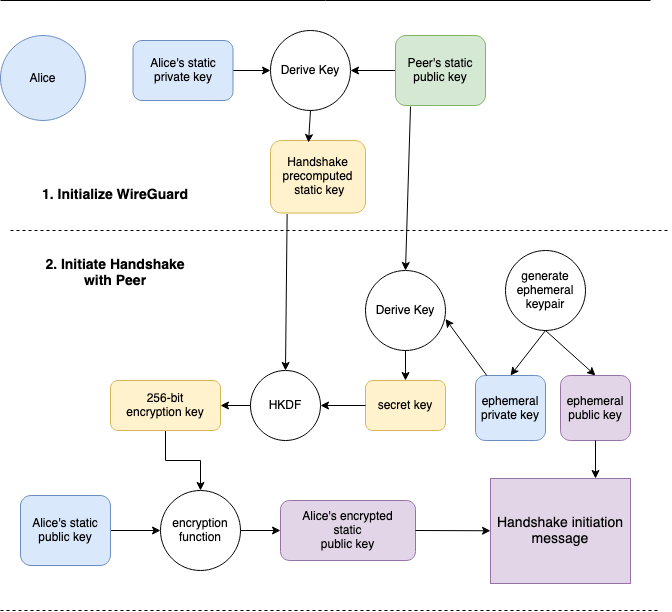 Alice
Alice's static
private key
Derive Key
Peer's static
public key
Handshake
precomputed
static key
1. Initialize WireGuard
2. Initiate Handshake
with Peer
generate
ephemeral
keypair
Derive Key
256-bit
encryption key
HKDF
secret key
ephemeral
private key
ephemeral
public key
Alice's static
public key
encryption
function
Alice's encrypted
static
public key
Handshake initiation
message